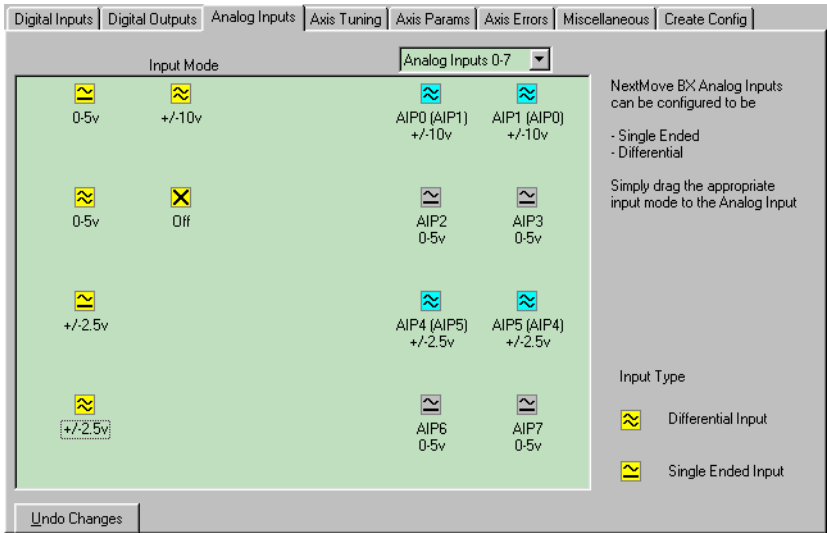 Digital Inputs Digital Outputs Analog Inputs Axis Tuning Axis Params Axis Errors Miscellaneous Create Config
Input Mode
Analog Inputs 0-7
0-5v +/-10v
AIP0 (AIP1) AIP1 (AIP0)
+/-10v +/-10v
0-5v Off
AIP2 AIP3
0-5v 0-5v
+/-2.5v
AIP4 (AIP5) AIP5 (AIP4)
+/-2.5v +/-2.5v
+/-2.5v
AIP6 AIP7
0-5v 0-5v
NextMove BX Analog Inputs
can be configured to be
- Single Ended
- Differential
Simply drag the appropriate
input mode to the Analog Input
Input Type
Differential Input
Single Ended Input
Undo Changes